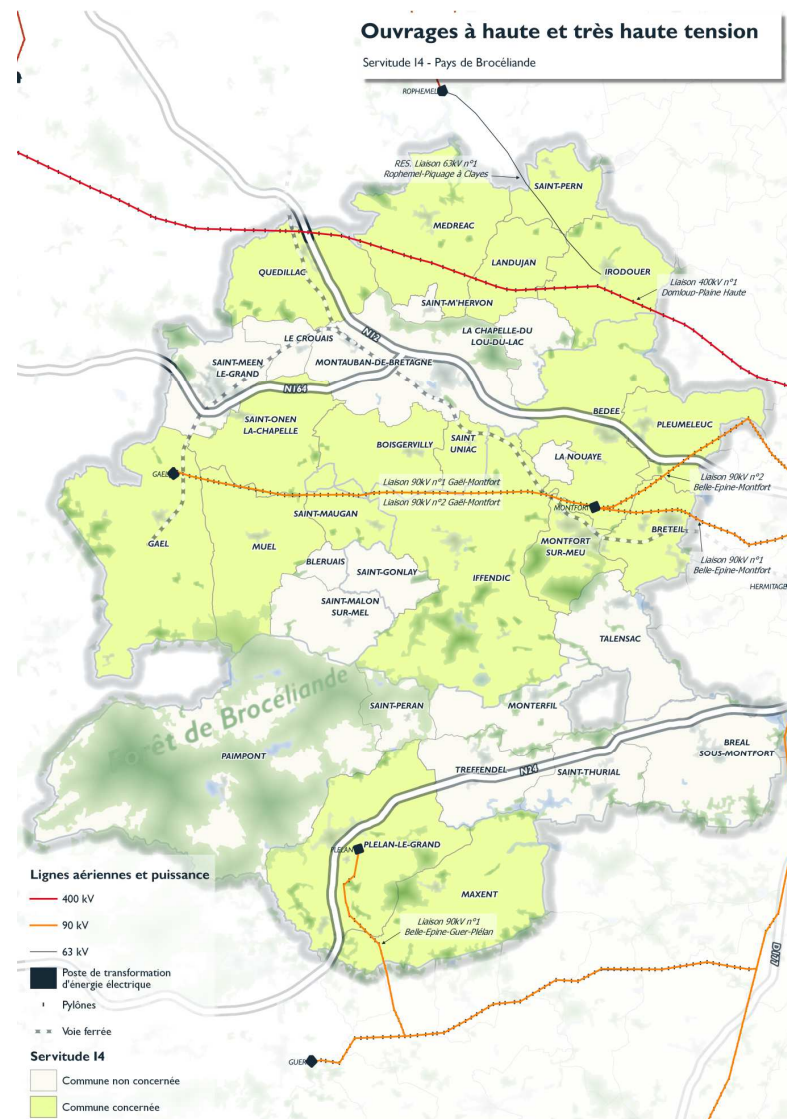 Ouvrages à haute et très haute tension
Servitude I4 - Pays de Brocéliande
ROPHEMEL
RES. Liaison 63kV n°1
Rophemel-Piquage à Clayes
SAINT-PERN
MEDREAC
LANDUJAN
IRODOUER
QUEDILLAC
Liaison 400kV n°1
Domloup-Plaine Haute
SAINT-M'HERVON
LA CHAPELLE-DU
LOU-DU-LAC
N12
LE CROUAIS
SAINT-MEEN
LE-GRAND
MONTAUBAN-DE-BRETAGNE
N164
BEDEE
PLEUMELEUC
SAINT-ONEN
LA-CHAPELLE
BOISGERVILLY
SAINT
UNIAC
LA NOUAYE
GAEL
Liaison 90kV n°1 Gaël-Montfort
Liaison 90kV n°2 Gaël-Montfort
Liaison 90kV n°2
Belle-Epine-Montfort
MONTFORT
SAINT-MAUGAN
BRETEIL
GAEL
MUEL
MONTFORT
SUR-MEU
BLERUAIS
SAINT-GONLAY
IFFENDIC
Liaison 90kV n°1
Belle-Epine-Montfort
HERMITAGE
SAINT-MALON
SUR-MEL
TALENSAC
Forêt de Brocéliande
SAINT-PERAN
MONTERFIL
PAIMPONT
BREAL
SOUS-MONTFORT
TREFFENDEL
N24
SAINT-THURIAL
PLELAN
PLELAN-LE-GRAND
MAXENT
Liaison 90kV n°1
Belle-Epine-Guer-Plélan
D177
GUER
Lignes aériennes et puissance
400 kV
90 kV
63 kV
Poste de transformation
d'énergie électrique
Pylônes
Voie ferrée
Servitude I4
Commune non concernée
Commune concernée